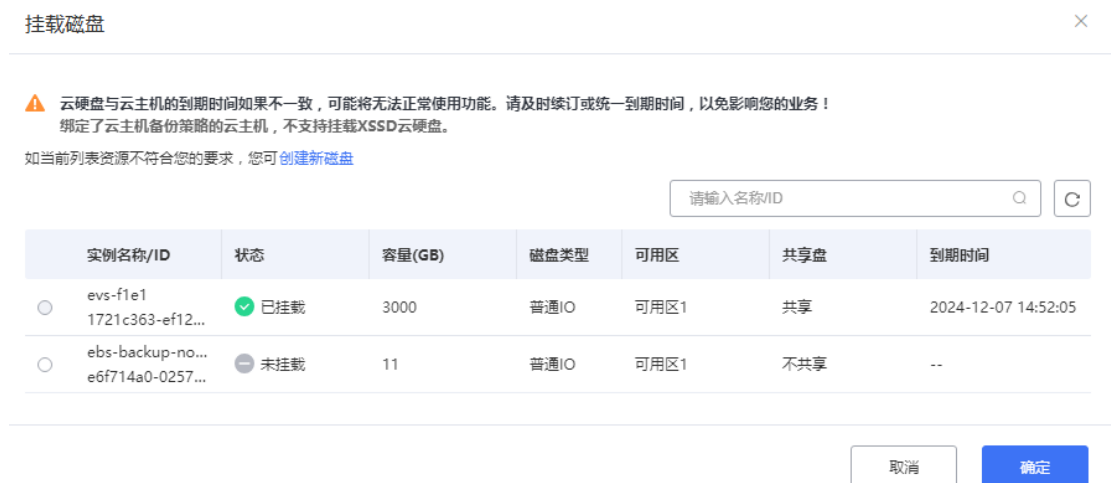 挂载磁盘
云硬盘与云主机的到期时间如果不一致，可能将无法正常使用功能。请及时续订或统一到期时间，以免影响您的业务！
绑定了云主机备份策略的云主机，不支持挂载XSSD云硬盘。
如当前列表资源不符合您的要求，您可创建新磁盘
请输入名称/ID
实例名称/ID 状态 容量(GB) 磁盘类型 可用区 共享盘 到期时间
evs-f1e1
1721c363-ef12... 已挂载 3000 普通IO 可用区1 共享 2024-12-07 14:52:05
ebs-backup-no...
e6f714a0-0257... 未挂载 11 普通IO 可用区1 不共享 --
取消 确定